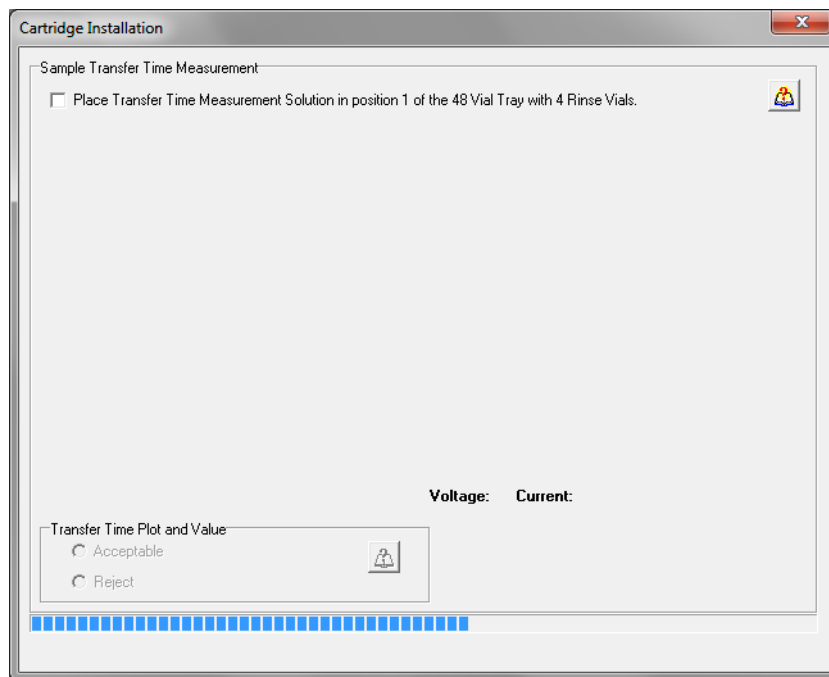 Cartridge Installation
Sample Transfer Time Measurement
Place Transfer Time Measurement Solution in position 1 of the 48 Vial Tray with 4 Rinse Vials.
Voltage: Current:
Transfer Time Plot and Value
Acceptable
Reject